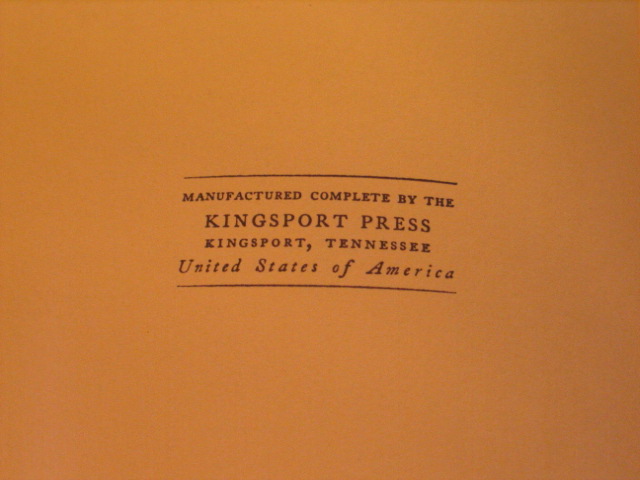 MANUFACTURED COMPLETE BY THE
KINGSPORT PRESS
KINGSPORT, TENNESSEE
United States of America